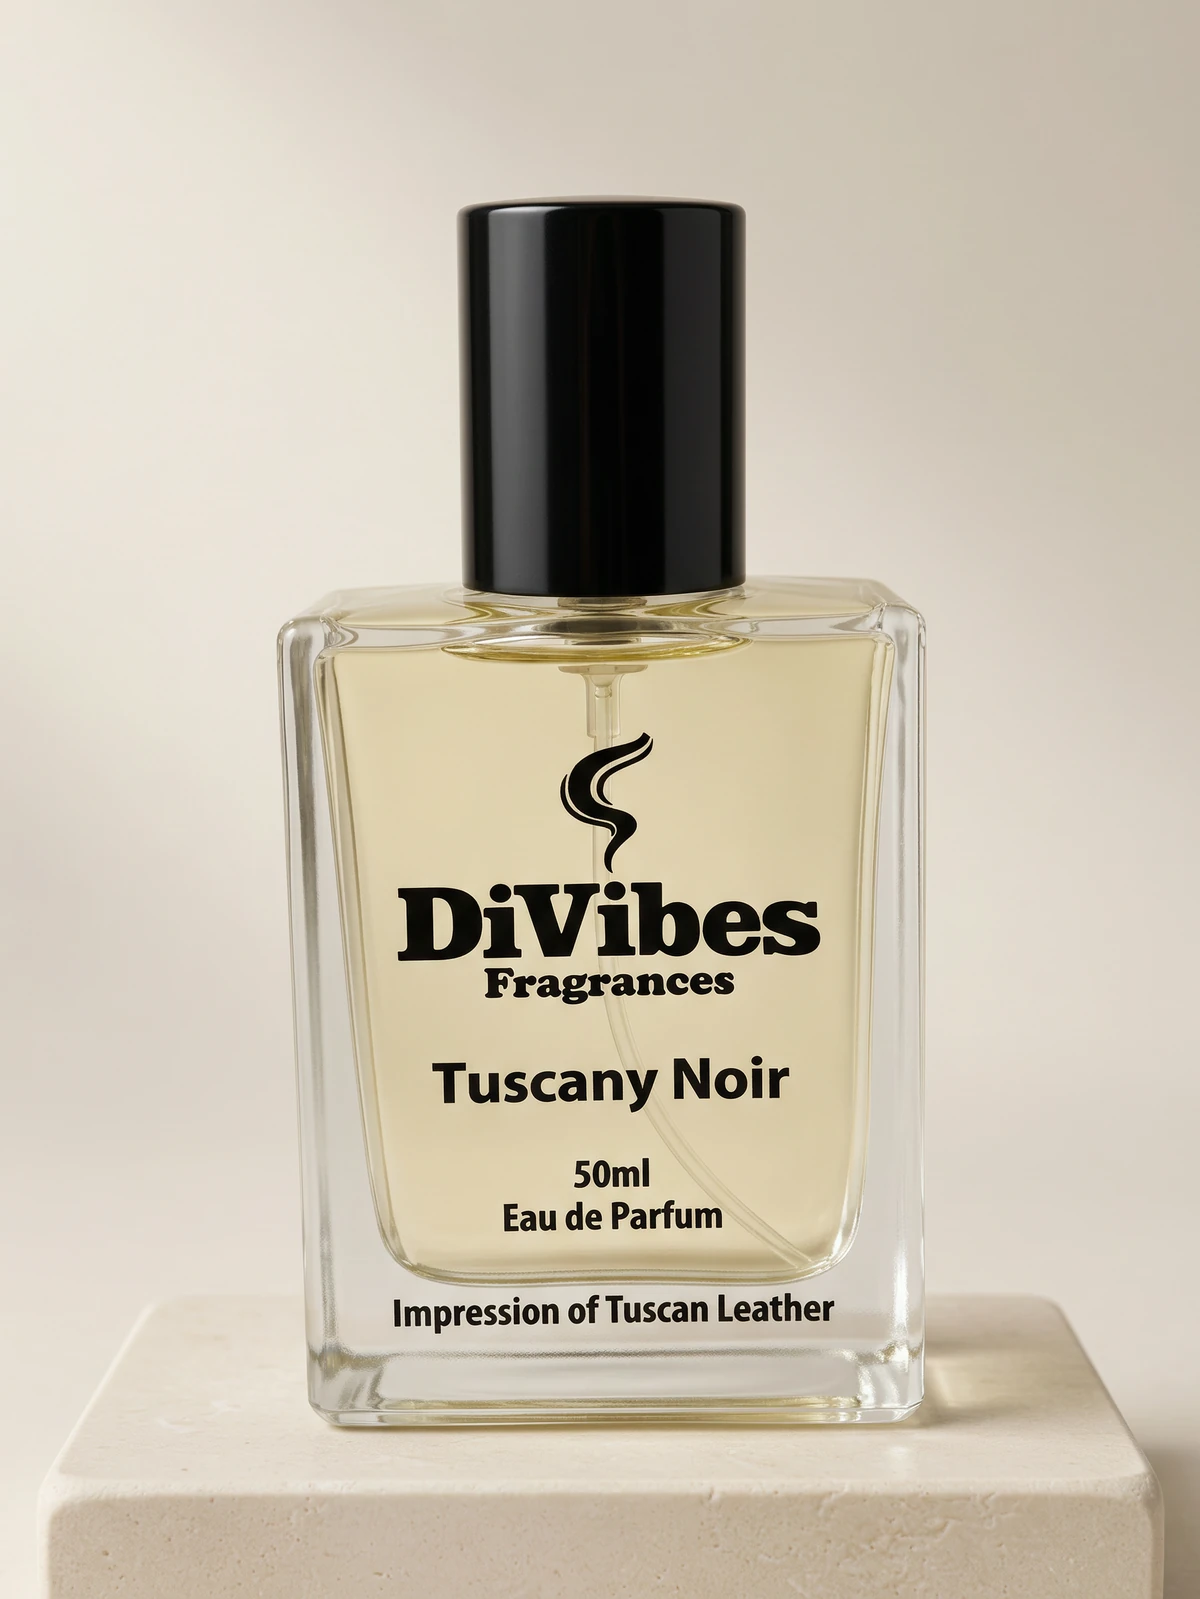 DiVibes
Fragrances
Tuscany Noir
50ml
Eau de Parfum
Impression of Tuscan Leather